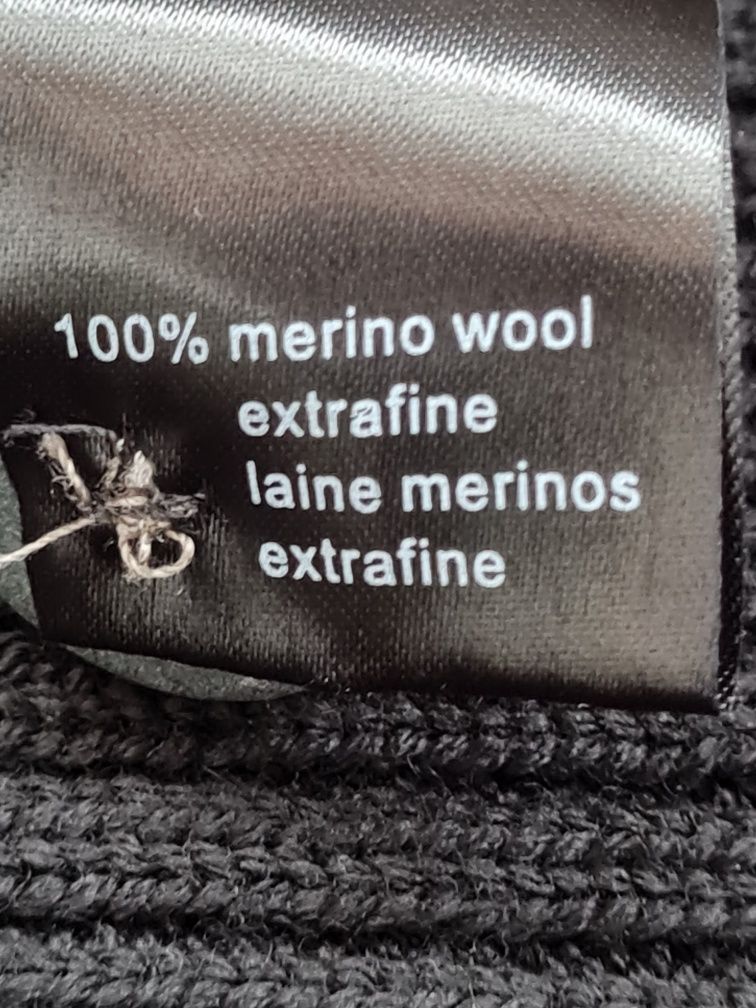 100% merino wool
extrafine
laine merinos
extrafine